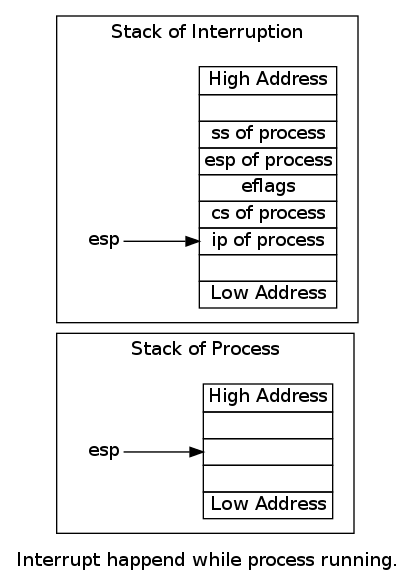 Stack of Interruption
High Address
ss of process
esp of process
eflags
cs of process
esp
ip of process
Low Address
Stack of Process
High Address
esp
Low Address
Interrupt happend while process running.